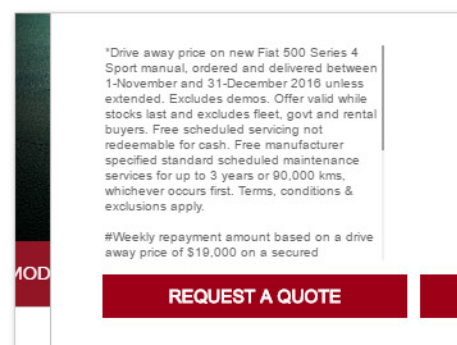 *Drive away price on new Fiat 500 Series 4
Sport manual, ordered and delivered between
1-November and 31-December 2016 unless
extended. Excludes demos. Offer valid while
stocks last and excludes fleet, govt and rental
buyers. Free scheduled servicing not
redeemable for cash. Free manufacturer
specified standard scheduled maintenance
services for up to 3 years or 90,000 kms,
whichever occurs first. Terms, conditions &
exclusions apply.
#Weekly repayment amount based on a drive
away price of $19,000 on a secured
MOD
REQUEST A QUOTE